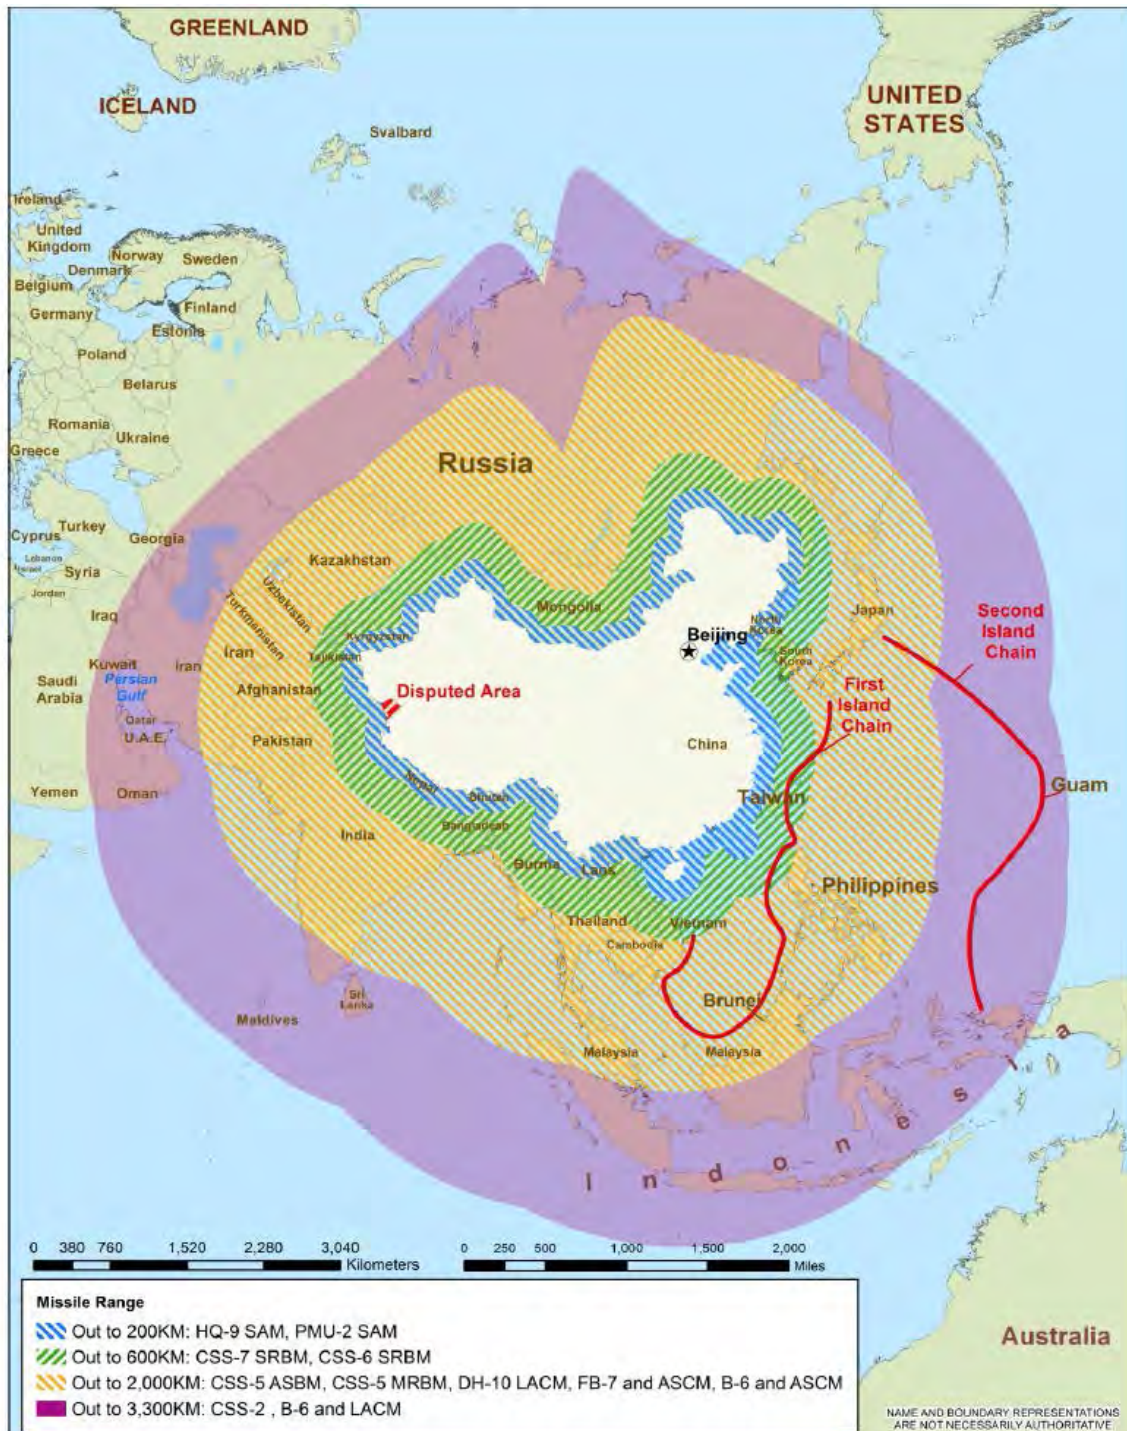 GREENLAND
ICELAND
Svalbard
UNITED
STATES
Ireland
United
Kingdom
Norway
Sweden
Denmark
Belgium
Finland
Germany
Estonia
Poland
Belarus
Romania
Ukraine
Greece
Russia
Turkey
Cyprus
Georgia
Lebanon
Israel
Syria
Jordan
Kazakhstan
Uzbekistan
Turkmenistan
Iraq
Mongolia
Japan
Second
Island
Chain
North
Korea
Beijing
Kyrgyzstan
Tajikistan
South
Korea
Kuwait
Iran
Iran
Persian
Gulf
Saudi
Arabia
Afghanistan
Disputed Area
First
Island
Chain
Qatar
U.A.E.
Pakistan
China
Nepal
Bhutan
Taiwan
Guam
Yemen
Oman
India
Bangladesh
Burma
Laos
Philippines
Thailand
Vietnam
Cambodia
Sri
Lanka
Brunei
Maldives
Malaysia
Malaysia
I n d o n e s i a
0 380 760 1,520 2,280 3,040
Kilometers
0 250 500 1,000 1,500 2,000
Miles
Australia
Missile Range
Out to 200KM: HQ-9 SAM, PMU-2 SAM
Out to 600KM: CSS-7 SRBM, CSS-6 SRBM
Out to 2,000KM: CSS-5 ASBM, CSS-5 MRBM, DH-10 LACM, FB-7 and ASCM, B-6 and ASCM
Out to 3,300KM: CSS-2 , B-6 and LACM
NAME AND BOUNDARY REPRESENTATIONS
ARE NOT NECESSARILY AUTHORITATIVE.